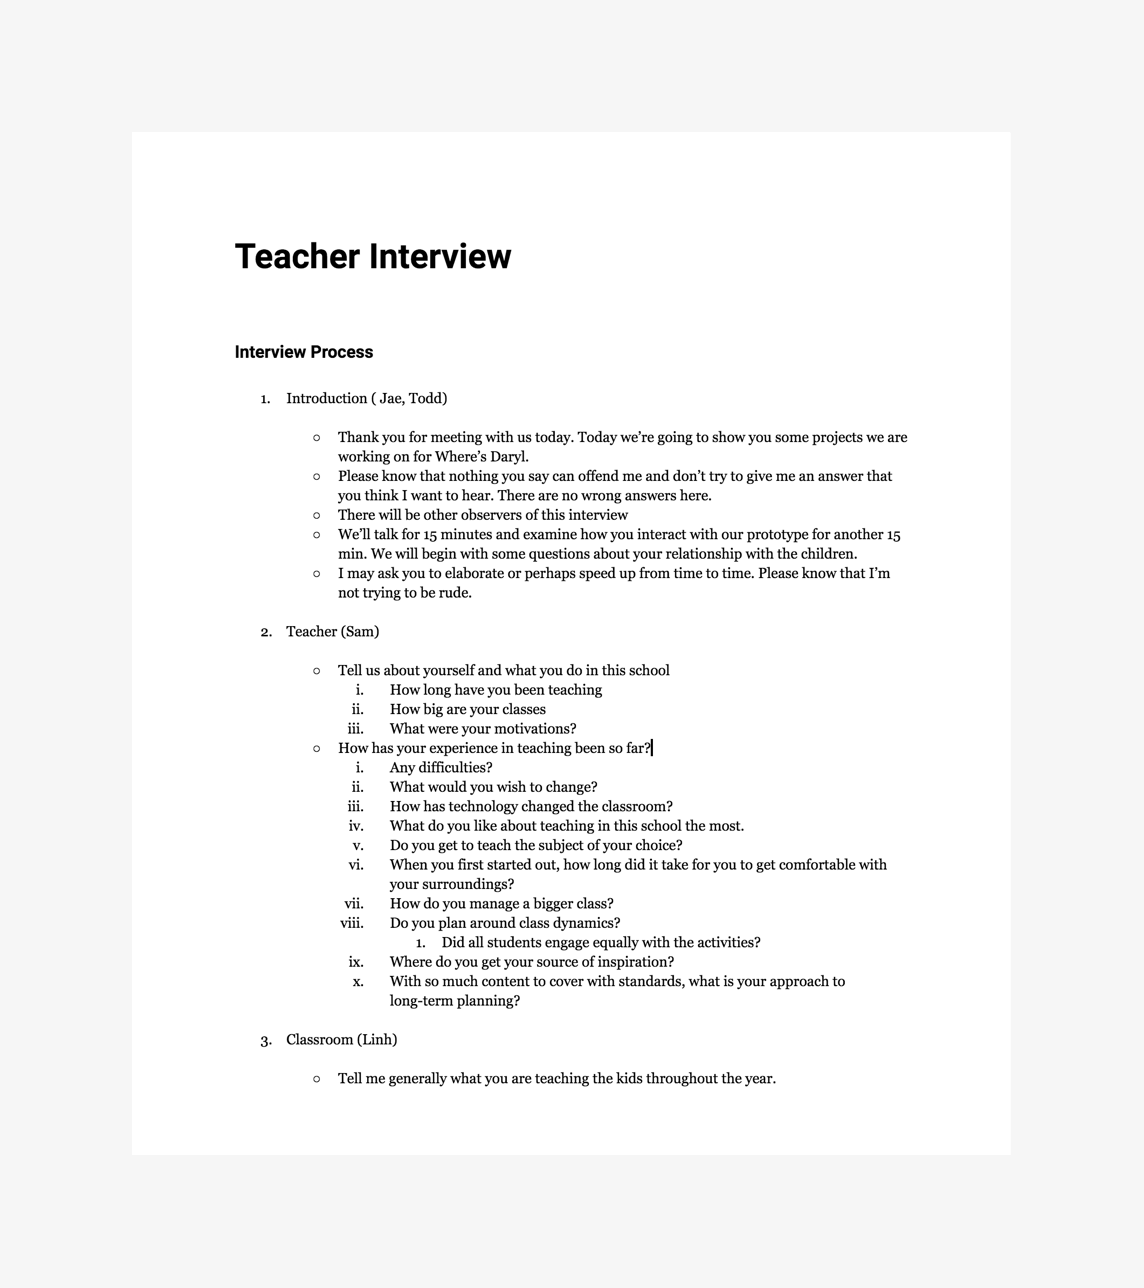 Teacher Interview
Interview Process
1. Introduction ( Jae, Todd)
○ Thank you for meeting with us today. Today we’re going to show you some projects we are
working on for Where’s Daryl.
○ Please know that nothing you say can offend me and don’t try to give me an answer that
you think I want to hear. There are no wrong answers here.
○ There will be other observers of this interview
○ We’ll talk for 15 minutes and examine how you interact with our prototype for another 15
min. We will begin with some questions about your relationship with the children.
○ I may ask you to elaborate or perhaps speed up from time to time. Please know that I’m
not trying to be rude.
2. Teacher (Sam)
○ Tell us about yourself and what you do in this school
i. How long have you been teaching
ii. How big are your classes
iii. What were your motivations?
○ How has your experience in teaching been so far?
i. Any difficulties?
ii. What would you wish to change?
iii. How has technology changed the classroom?
iv. What do you like about teaching in this school the most.
v. Do you get to teach the subject of your choice?
vi. When you first started out, how long did it take for you to get comfortable with
your surroundings?
vii. How do you manage a bigger class?
viii. Do you plan around class dynamics?
1. Did all students engage equally with the activities?
ix. Where do you get your source of inspiration?
x. With so much content to cover with standards, what is your approach to
long-term planning?
3. Classroom (Linh)
○ Tell me generally what you are teaching the kids throughout the year.